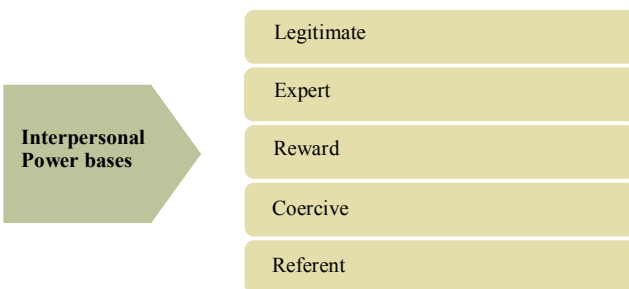 Legitimate
Expert
Interpersonal
Power bases
Reward
Coercive
Referent